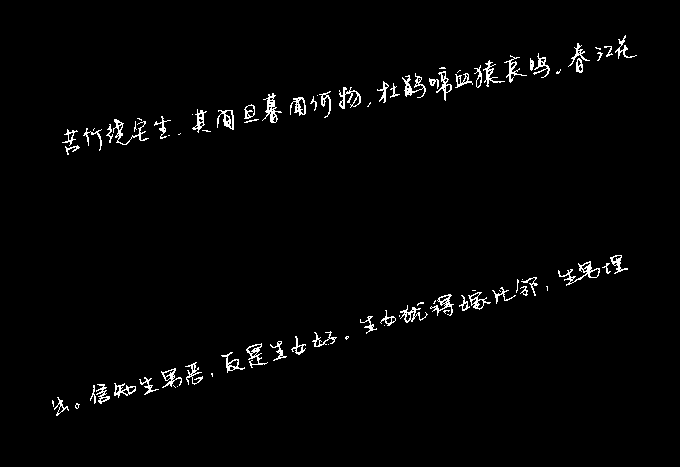 苦竹绕宅生.其间旦暮闻何物,杜鹃啼血猿哀鸣。春江花
出。信知生男恶,反是生女好。生女犹得嫁比邻,生男埋